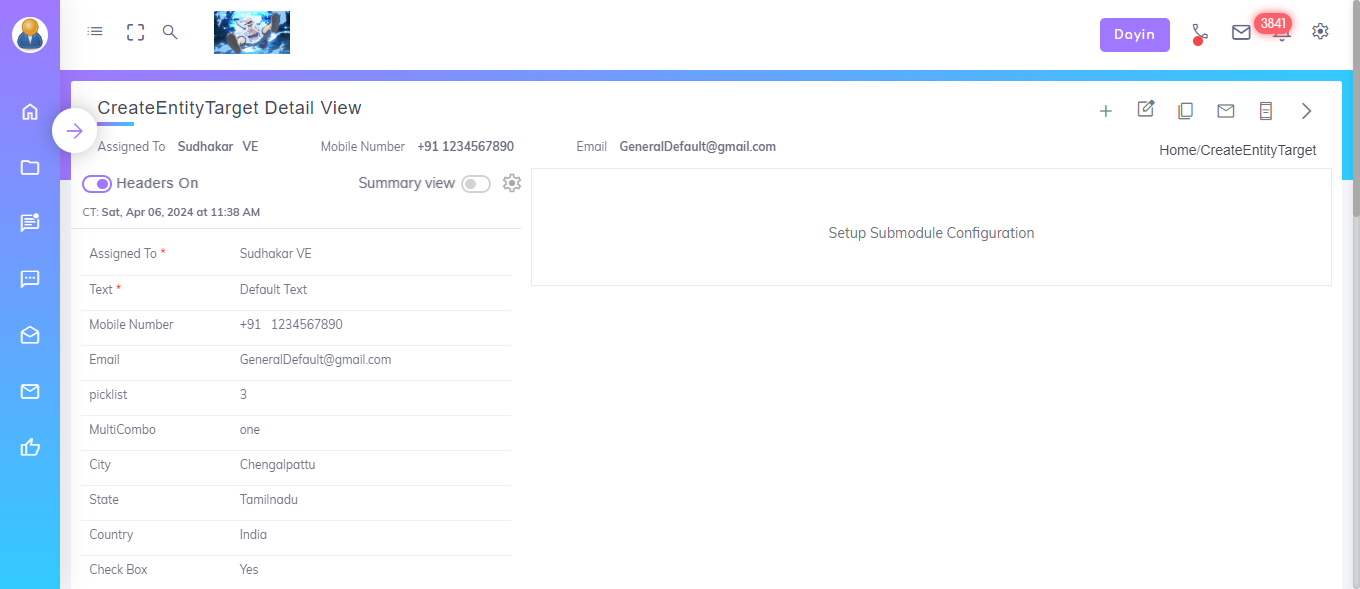 Dayin
3841
CreateEntityTarget Detail View
Assigned To Sudhakar VE Mobile Number +91 1234567890 Email GeneralDefault@gmail.com
Home/CreateEntityTarget
Headers On Summary view
CT: Sat, Apr 06, 2024 at 11:38 AM
Setup Submodule Configuration
Assigned To * Sudhakar VE
Text * Default Text
Mobile Number +91 1234567890
Email GeneralDefault@gmail.com
picklist 3
MultiCombo one
City Chengalpattu
State Tamilnadu
Country India
Check Box Yes